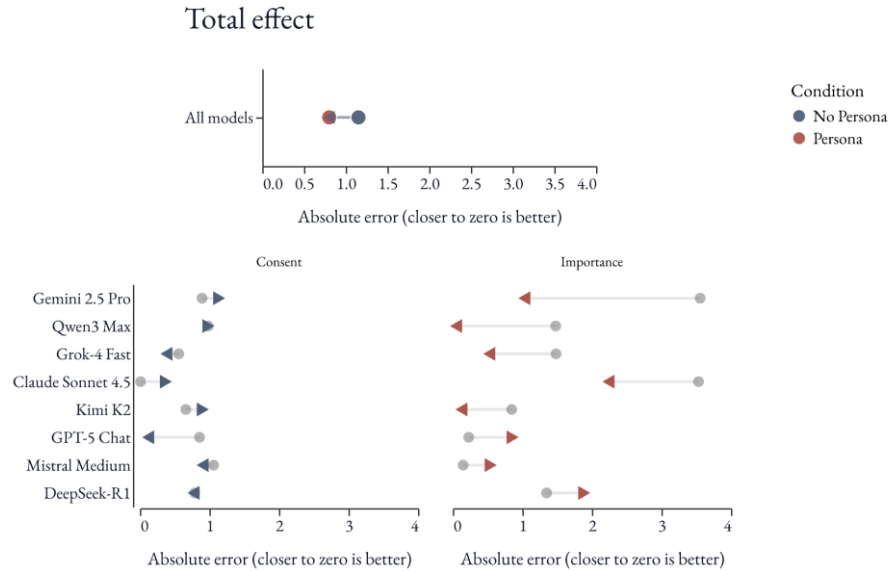 Total effect
All models
0.0 0.5 1.0 1.5 2.0 2.5 3.0 3.5 4.0
Absolute error (closer to zero is better)
Condition
No Persona
Persona
Consent
Importance
Gemini 2.5 Pro
Qwen3 Max
Grok-4 Fast
Claude Sonnet 4.5
Kimi K2
GPT-5 Chat
Mistral Medium
DeepSeek-R1
0 1 2 3 4
Absolute error (closer to zero is better)
0 1 2 3 4
Absolute error (closer to zero is better)